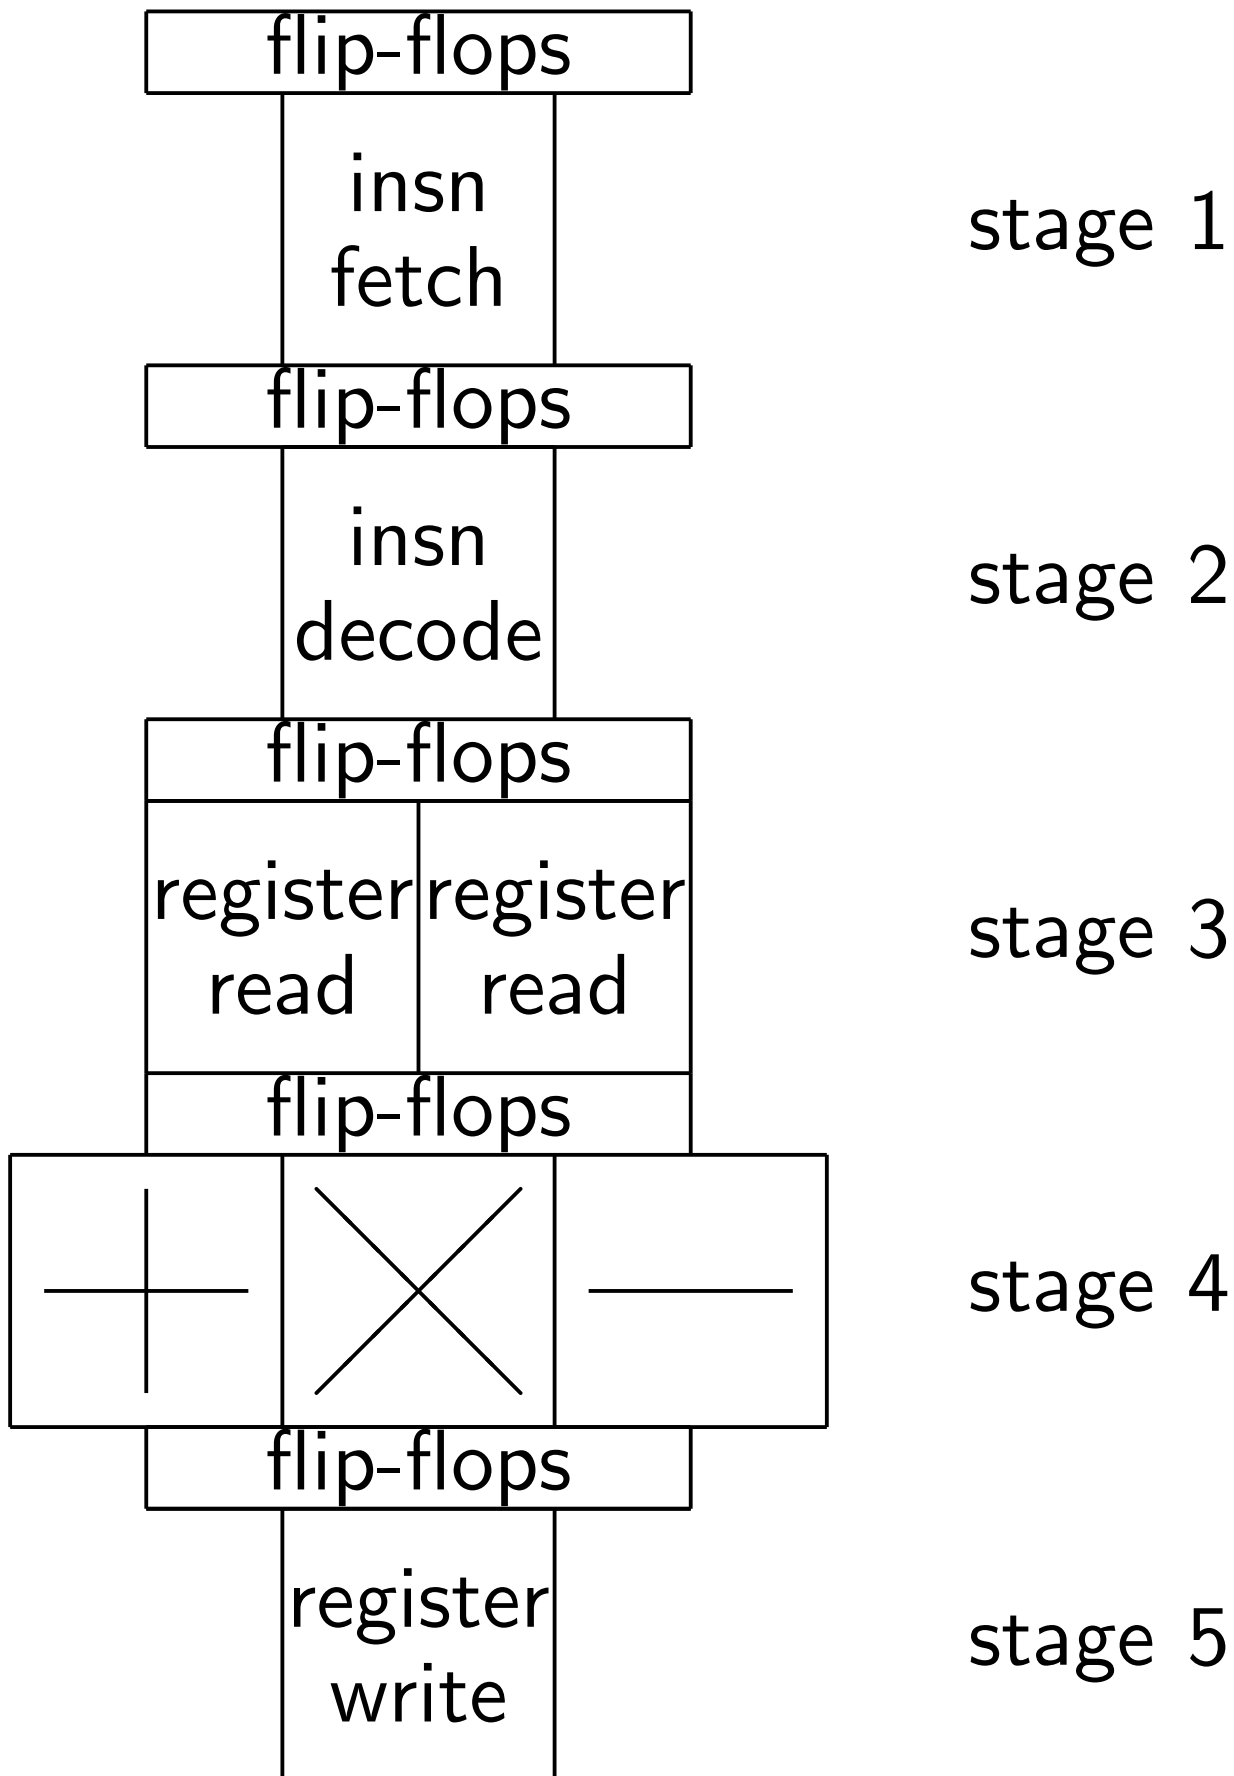 flip-flops
insn
fetch
stage 1
flip-flops
insn
decode
stage 2
flip-flops
register register
read read
stage 3
flip-flops
stage 4
flip-flops
register
write
stage 5